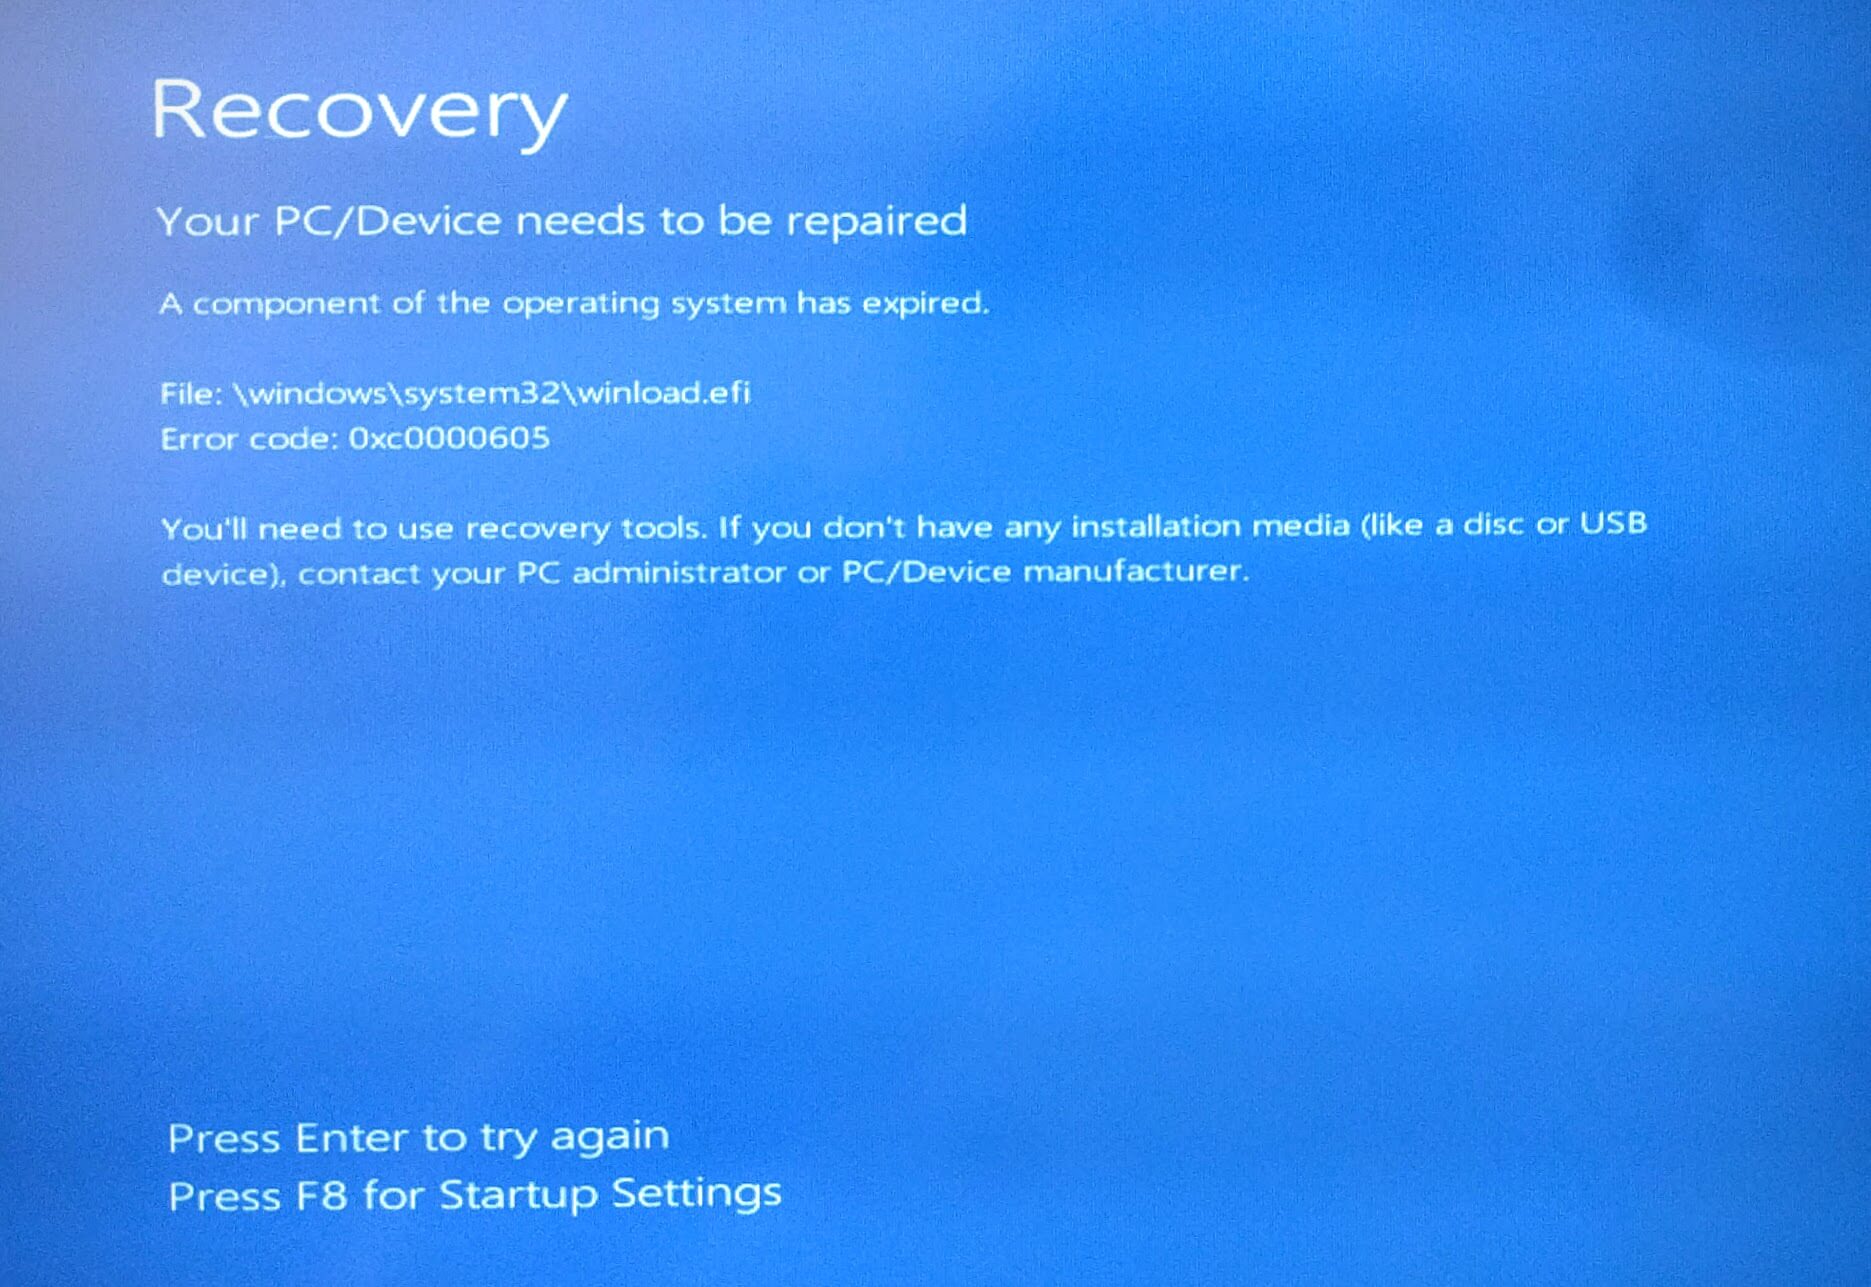 Recovery
Your PC/Device needs to be repaired
A component of the operating system has expired.
File: \windows\system32\winload.efi
Error code: 0xc0000605
You'll need to use recovery tools. If you don't have any installation media (like a disc or USB
device), contact your PC administrator or PC/Device manufacturer.
Press Enter to try again
Press F8 for Startup Settings